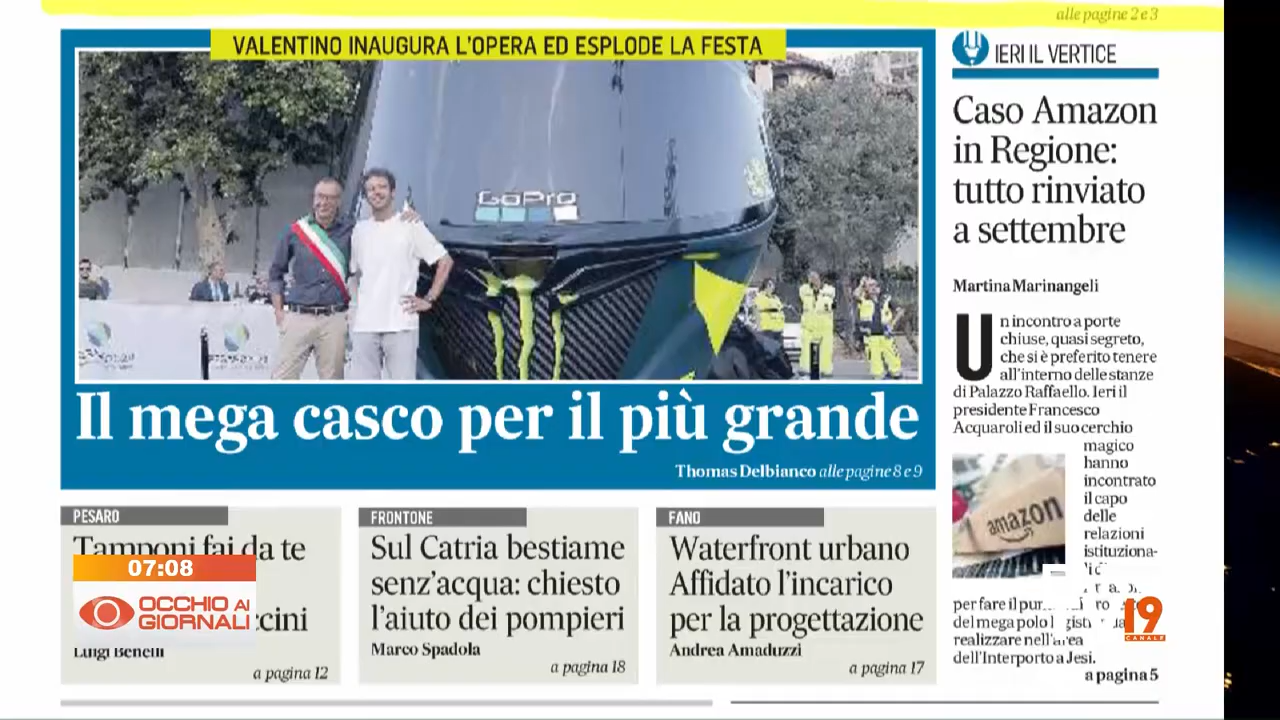 alle pagine 2 e 3
VALENTINO INAUGURA L'OPERA ED ESPLODE LA FESTA
GoPro
Il mega casco per il più grande
Thomas Delbianco alle pagine 8 e 9
IERI IL VERTICE
Caso Amazon
in Regione:
tutto rinviato
a settembre
Martina Marinangeli
Un incontro a porte
chiuse, quasi segreto,
che si è preferito tenere
all'interno delle stanze
di Palazzo Raffaello. Ieri il
presidente Francesco
Acquaroli ed il suo cerchio
magico
hanno
incontrato
il capo
delle
relazioni
istituziona-
amazon
per fare il
del mega polo
realizzare nell'area
dell'Interporto a Jesi.
a pagina 5
PESARO
Tamponi fai da te
Luigi Benelli
a pagina 12
FRONTONE
Sul Catria bestiame
senz'acqua: chiesto
l'aiuto dei pompieri
Marco Spadola
a pagina 18
FANO
Waterfront urbano
Affidato l'incarico
per la progettazione
Andrea Amaduzzi
a pagina 17
07:08
OCCHIO AI
GIORNALI
19
CANALE